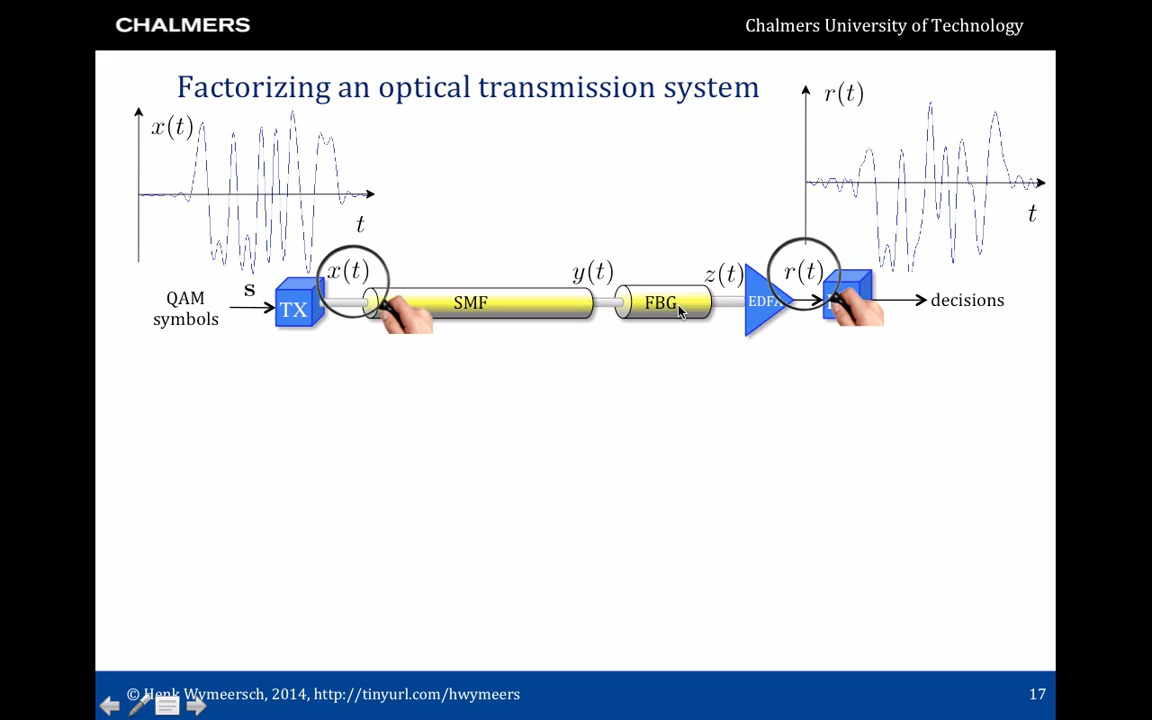 CHALMERS
Chalmers University of Technology
Factorizing an optical transmission system
x(t)
r(t)
t
t
QAM
symbols
s
TX
x(t)
SMF
y(t)
FBG
z(t)
EDFA
r(t)
decisions
© Henk Wymeersch, 2014, http://tinyurl.com/hwymeers
17